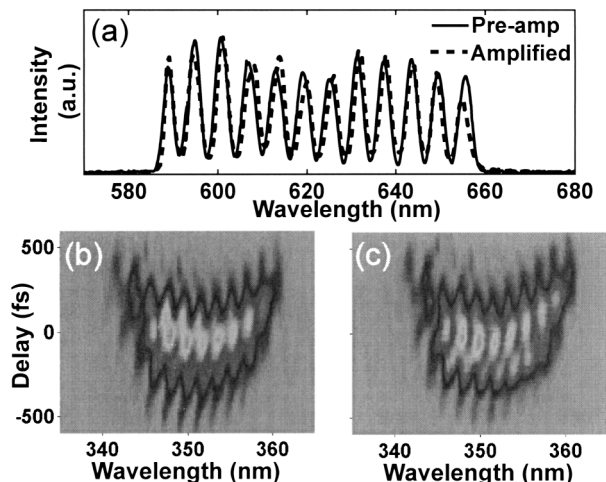 (a)
Pre-amp
Amplified
Intensity
(a.u.)
580 600 620 640 660 680
Wavelength (nm)
(b)
(c)
500
0
-500
Delay (fs)
340 350 360
340 350 360
Wavelength (nm)
Wavelength (nm)